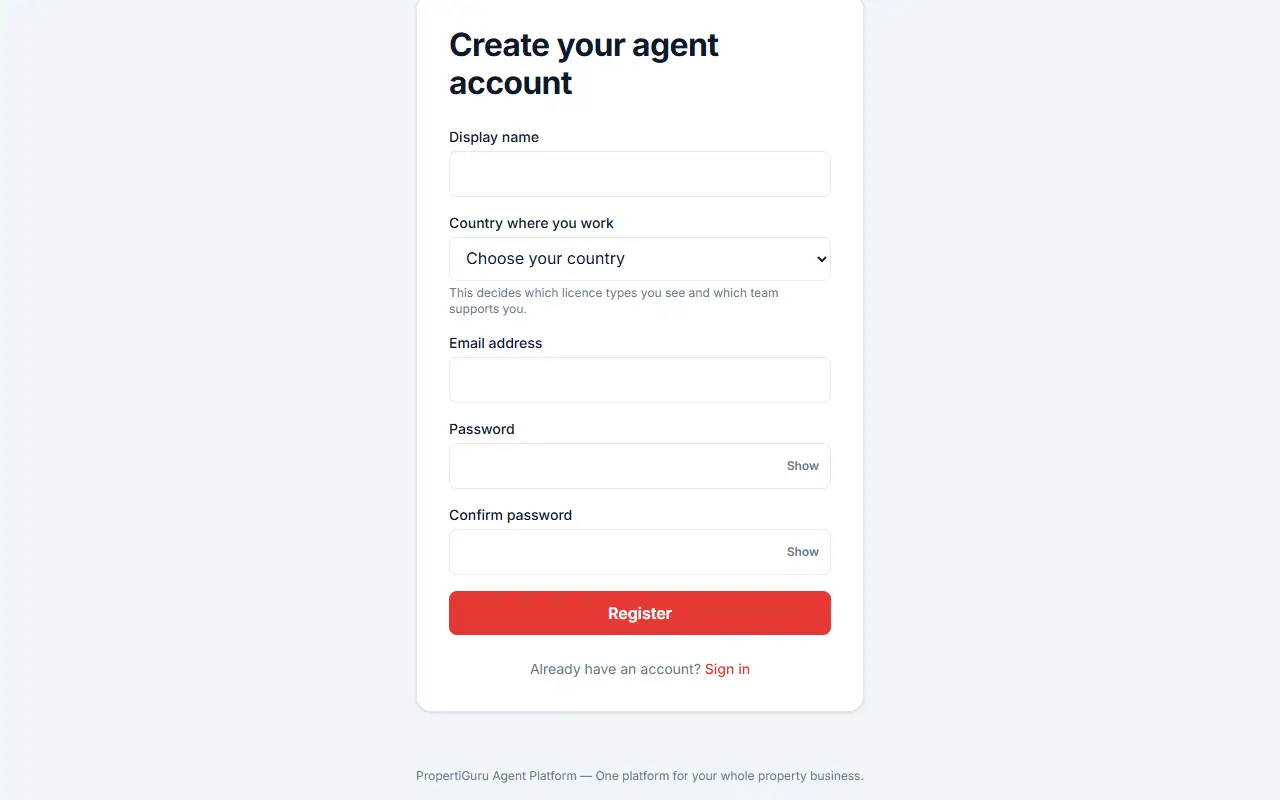 Create your agent
account
Display name
Country where you work
Choose your country
This decides which licence types you see and which team
supports you.
Email address
Password
Show
Confirm password
Show
Register
Already have an account? Sign in
PropertiGuru Agent Platform — One platform for your whole property business.